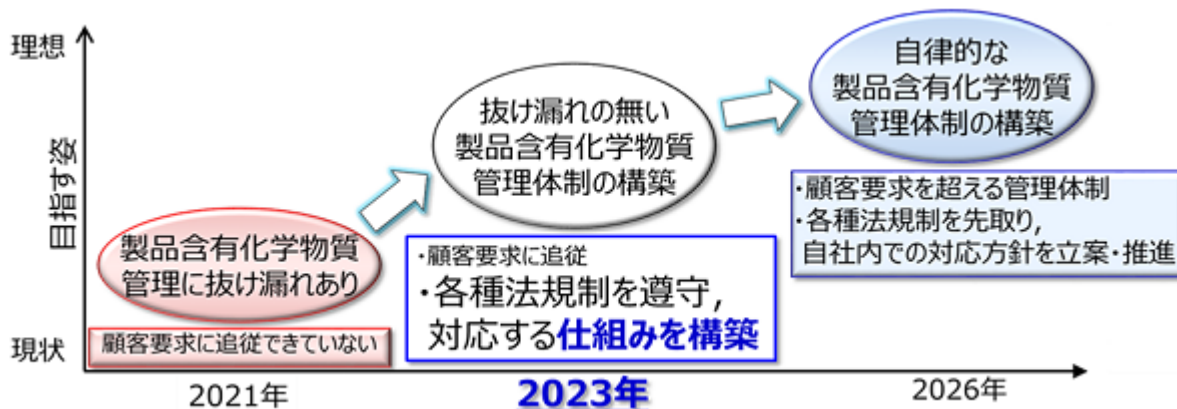 理想
目指す姿
現状
製品含有化学物質
管理に抜け漏れあり
顧客要求に追従できていない
2021年
抜け漏れの無い
製品含有化学物質
管理体制の構築
・顧客要求に追従
・各種法規制を遵守,
対応する仕組みを構築
2023年
自律的な
製品含有化学物質
管理体制の構築
・顧客要求を超える管理体制
・各種法規制を先取り,
自社内での対応方針を立案・推進
2026年